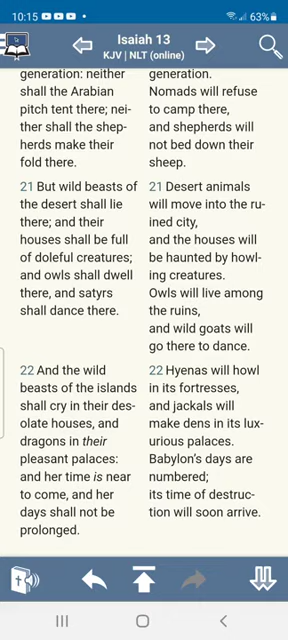 10:15
63%
Isaiah 13
KJV | NLT (online)
generation: neither
shall the Arabian
pitch tent there; nei-
ther shall the shep-
herds make their
fold there.
21 But wild beasts of
the desert shall lie
there; and their
houses shall be full
of doleful creatures;
and owls shall dwell
there, and satyrs
shall dance there.
22 And the wild
beasts of the islands
shall cry in their des-
olate houses, and
dragons in their
pleasant palaces:
and her time is near
to come, and her
days shall not be
prolonged.
generation.
Nomads will refuse
to camp there,
and shepherds will
not bed down their
sheep.
21 Desert animals
will move into the ru-
ined city,
and the houses will
be haunted by howl-
ing creatures.
Owls will live among
the ruins,
and wild goats will
go there to dance.
22 Hyenas will howl
in its fortresses,
and jackals will
make dens in its lux-
urious palaces.
Babylon's days are
numbered;
its time of destruc-
tion will soon arrive.